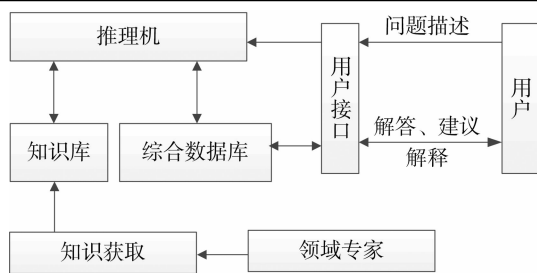 推理机
问题描述
用户接口
用户
知识库
综合数据库
解答、建议
解释
知识获取
领域专家